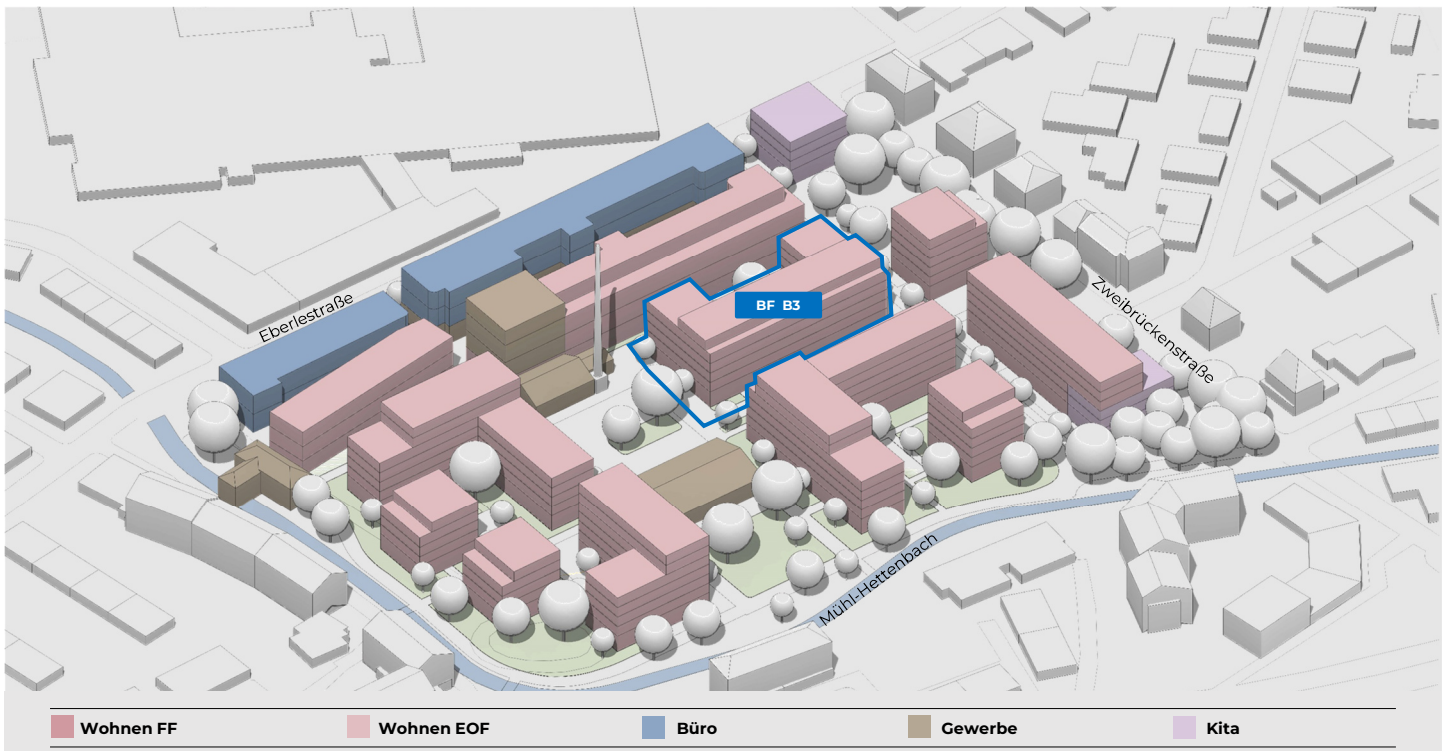 Eberlestraße
BF B3
Zweibrückenstraße
Mühl-Hettenbach
Wohnen FF
Wohnen EOF
Büro
Gewerbe
Kita